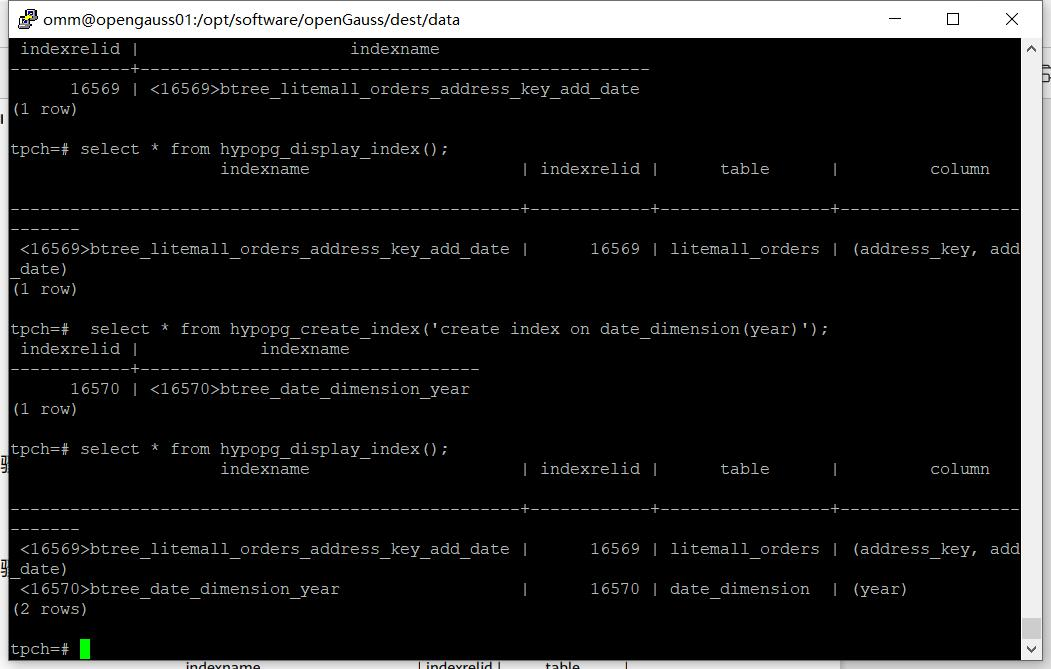 omm@opengauss01:/opt/software/openGauss/dest/data
 indexrelid |                     indexname
------------+---------------------------------------------------
      16569 | <16569>btree_litemall_orders_address_key_add_date
(1 row)
tpch=# select * from hypopg_display_index();
                     indexname                     | indexrelid |      table      |         column
---------------------------------------------------+------------+-----------------+------------------
-------
 <16569>btree_litemall_orders_address_key_add_date |      16569 | litemall_orders | (address_key, add
_date)
(1 row)
tpch=#  select * from hypopg_create_index('create index on date_dimension(year)');
 indexrelid |            indexname
------------+----------------------------------
      16570 | <16570>btree_date_dimension_year
(1 row)
tpch=# select * from hypopg_display_index();
                     indexname                     | indexrelid |      table      |         column
---------------------------------------------------+------------+-----------------+------------------
-------
 <16569>btree_litemall_orders_address_key_add_date |      16569 | litemall_orders | (address_key, add
_date)
 <16570>btree_date_dimension_year                  |      16570 | date_dimension  | (year)
(2 rows)
tpch=#
indexname | indexrelid | table |